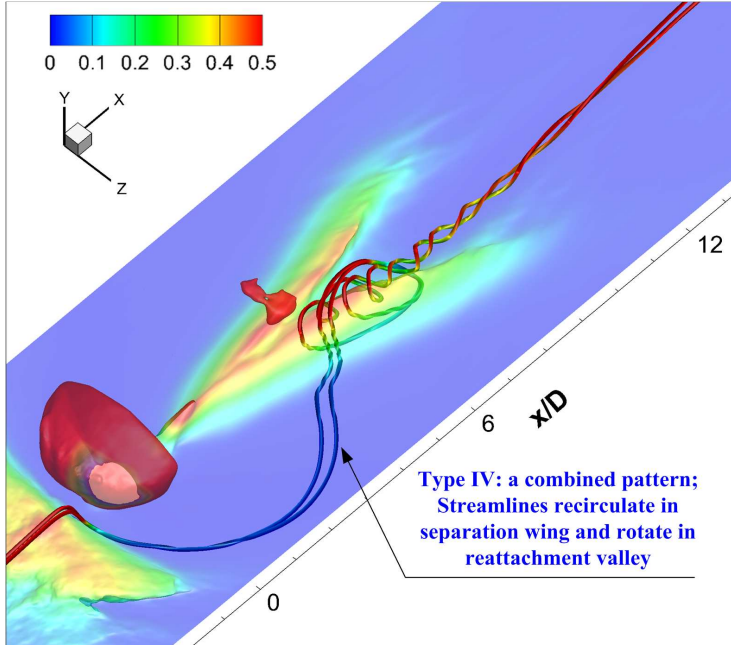 0 0.1 0.2 0.3 0.4 0.5
Y
X
Z
12
6
x/D
0
Type IV: a combined pattern;
Streamlines recirculate in
separation wing and rotate in
reattachment valley